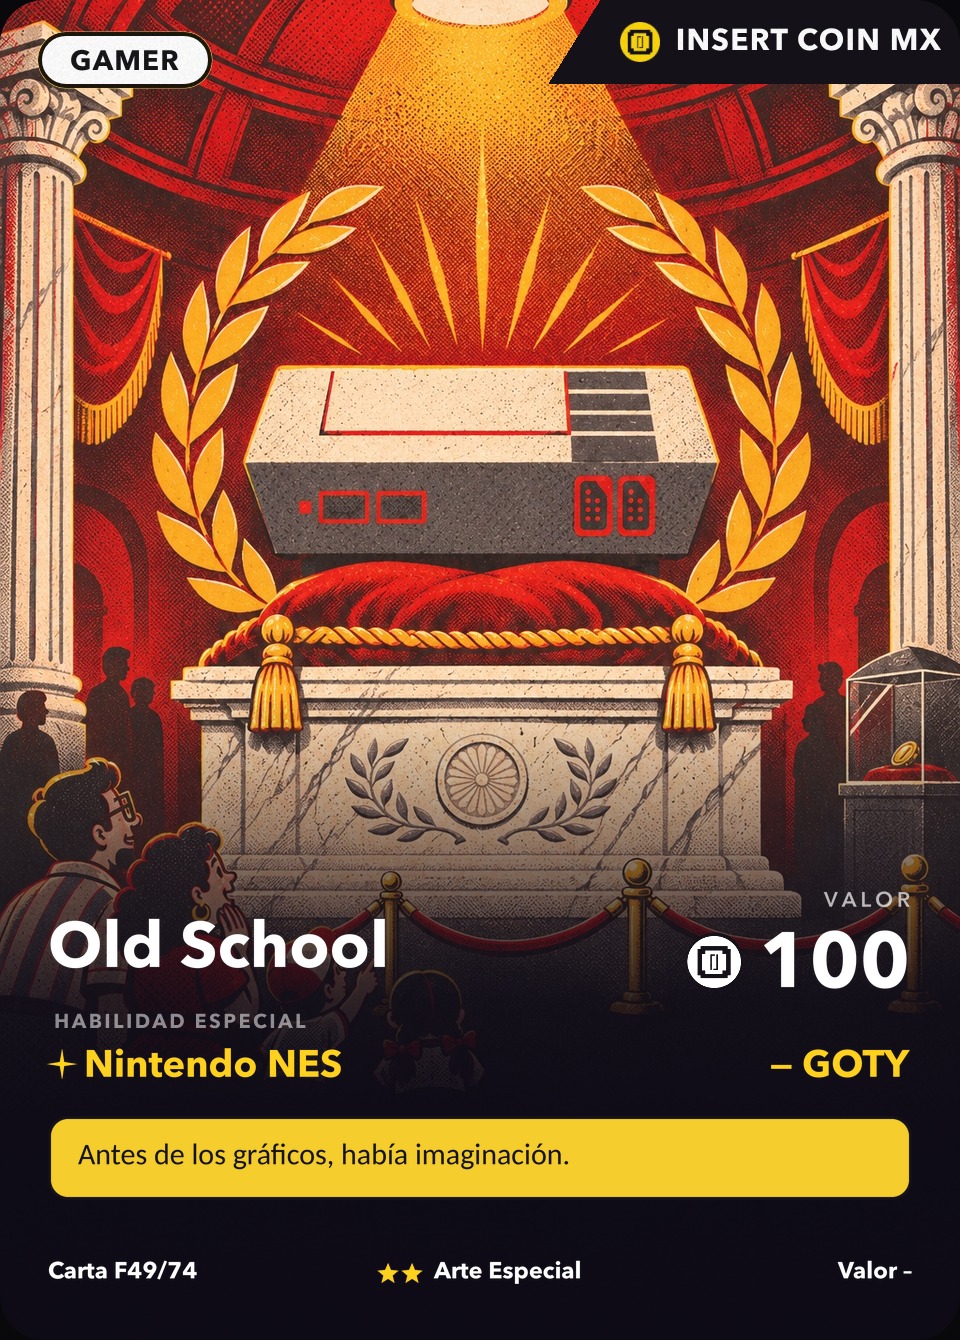 GAMER
INSERT COIN MX
VALOR
Old School
100
HABILIDAD ESPECIAL
Nintendo NES
– GOTY
Antes de los gráficos, había imaginación.
Carta F49/74
Arte Especial
Valor –